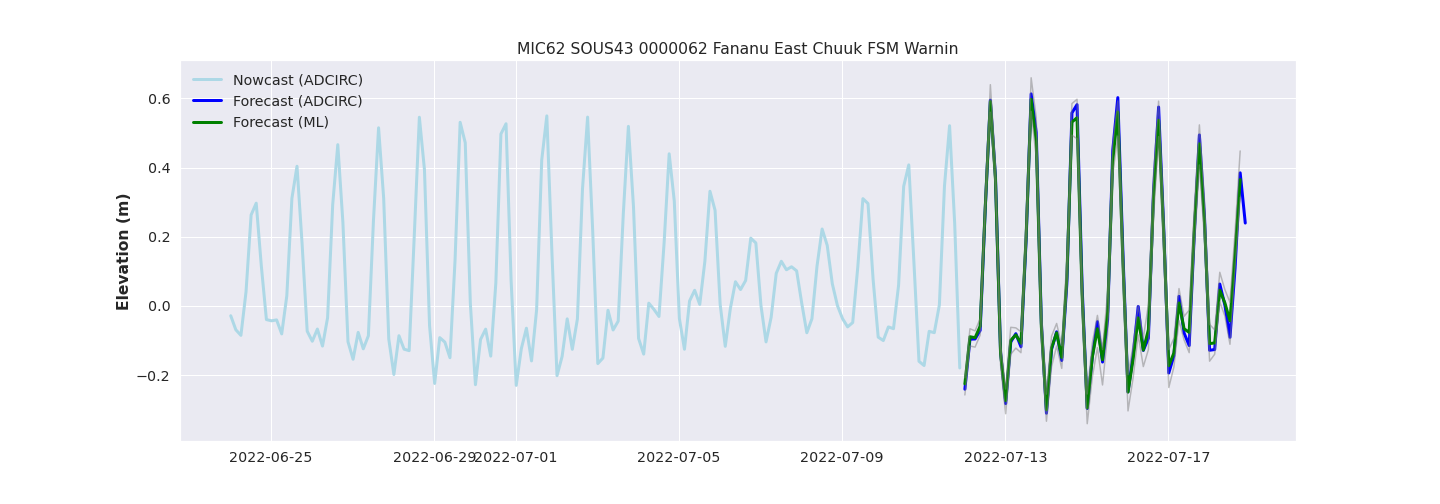 MIC62 SOUS43 0000062 Fananu East Chuuk FSM Warnin
Nowcast (ADCIRC)
Forecast (ADCIRC)
Forecast (ML)
Elevation (m)
0.6
0.4
0.2
0.0
−0.2
2022-06-25 2022-06-29 2022-07-01 2022-07-05 2022-07-09 2022-07-13 2022-07-17